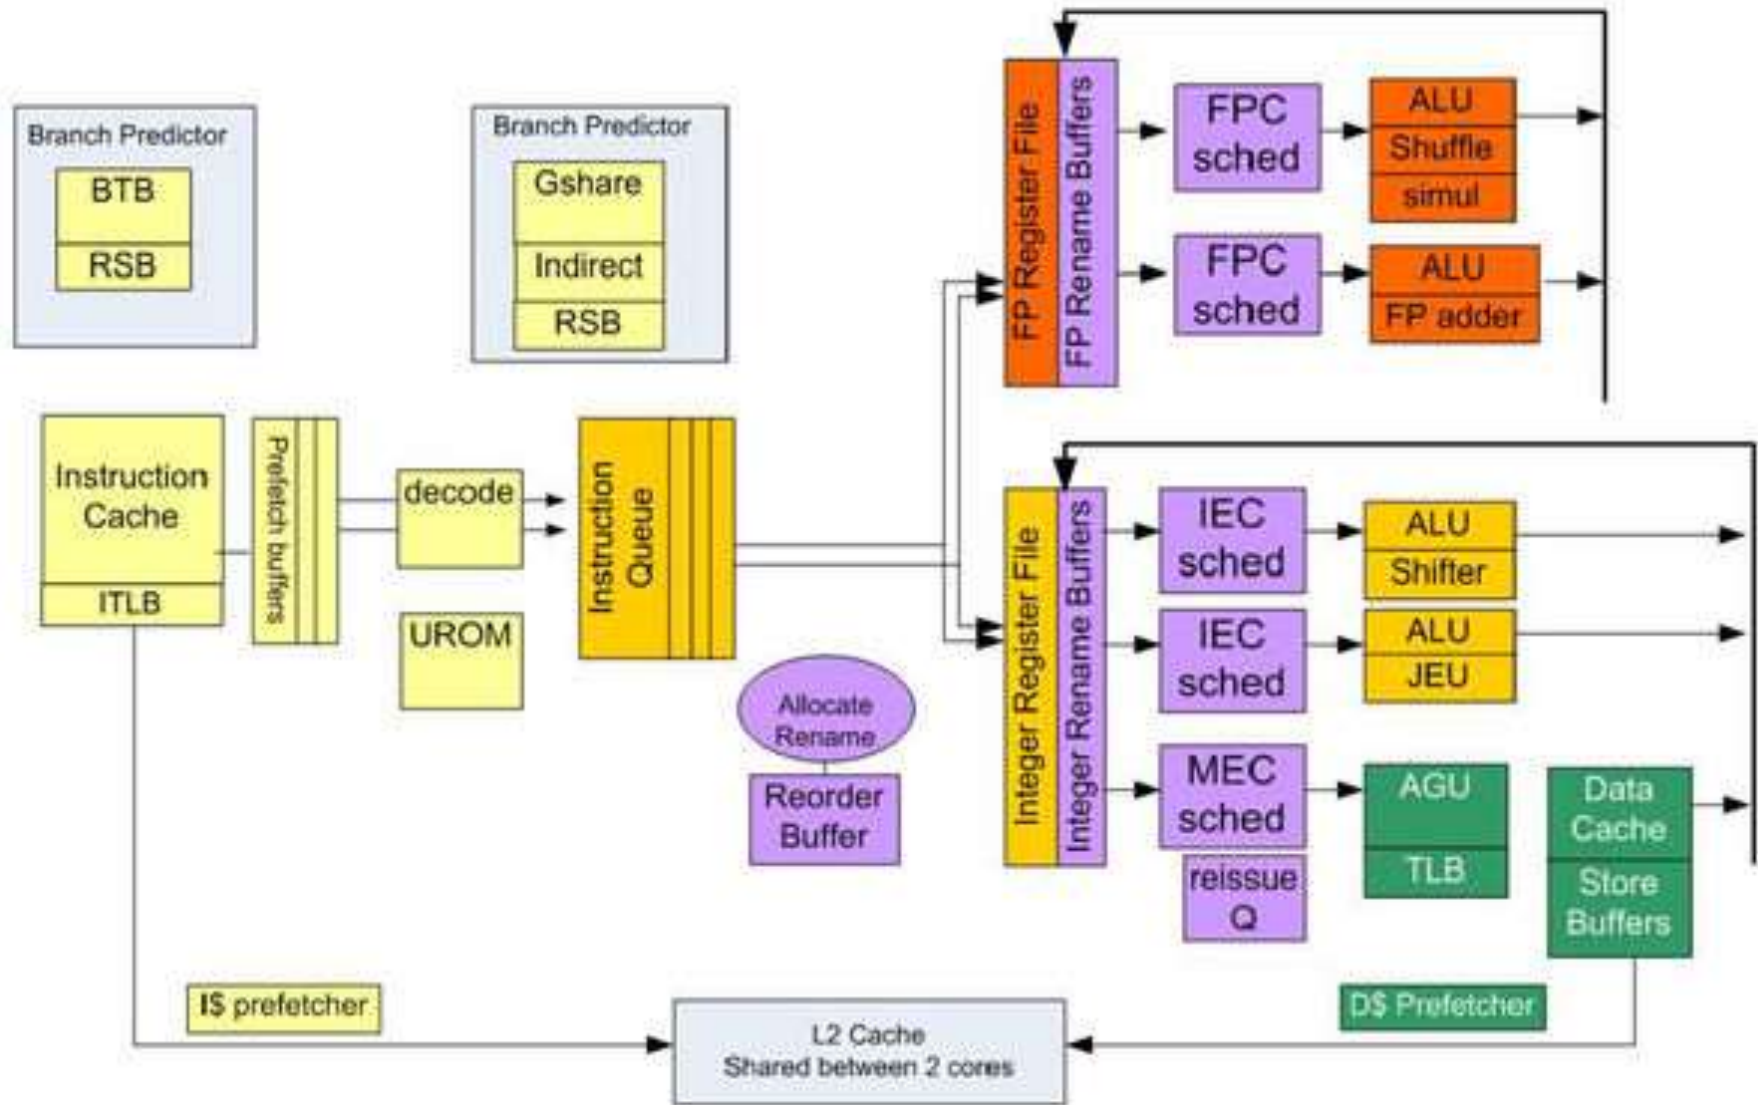 Branch Predictor
BTB
RSB
Branch Predictor
Gshare
Indirect
RSB
FP Register File
FP Rename Buffers
FPC
sched
ALU
Shuffle
simul
FPC
sched
ALU
FP adder
Instruction
Cache
ITLB
Prefetch buffers
decode
UROM
Instruction
Queue
Allocate
Rename
Reorder
Buffer
Integer Register File
Integer Rename Buffers
IEC
sched
ALU
Shifter
IEC
sched
ALU
JEU
MEC
sched
reissue
Q
AGU
TLB
Data
Cache
Store
Buffers
I$ prefetcher
L2 Cache
Shared between 2 cores
D$ Prefetcher